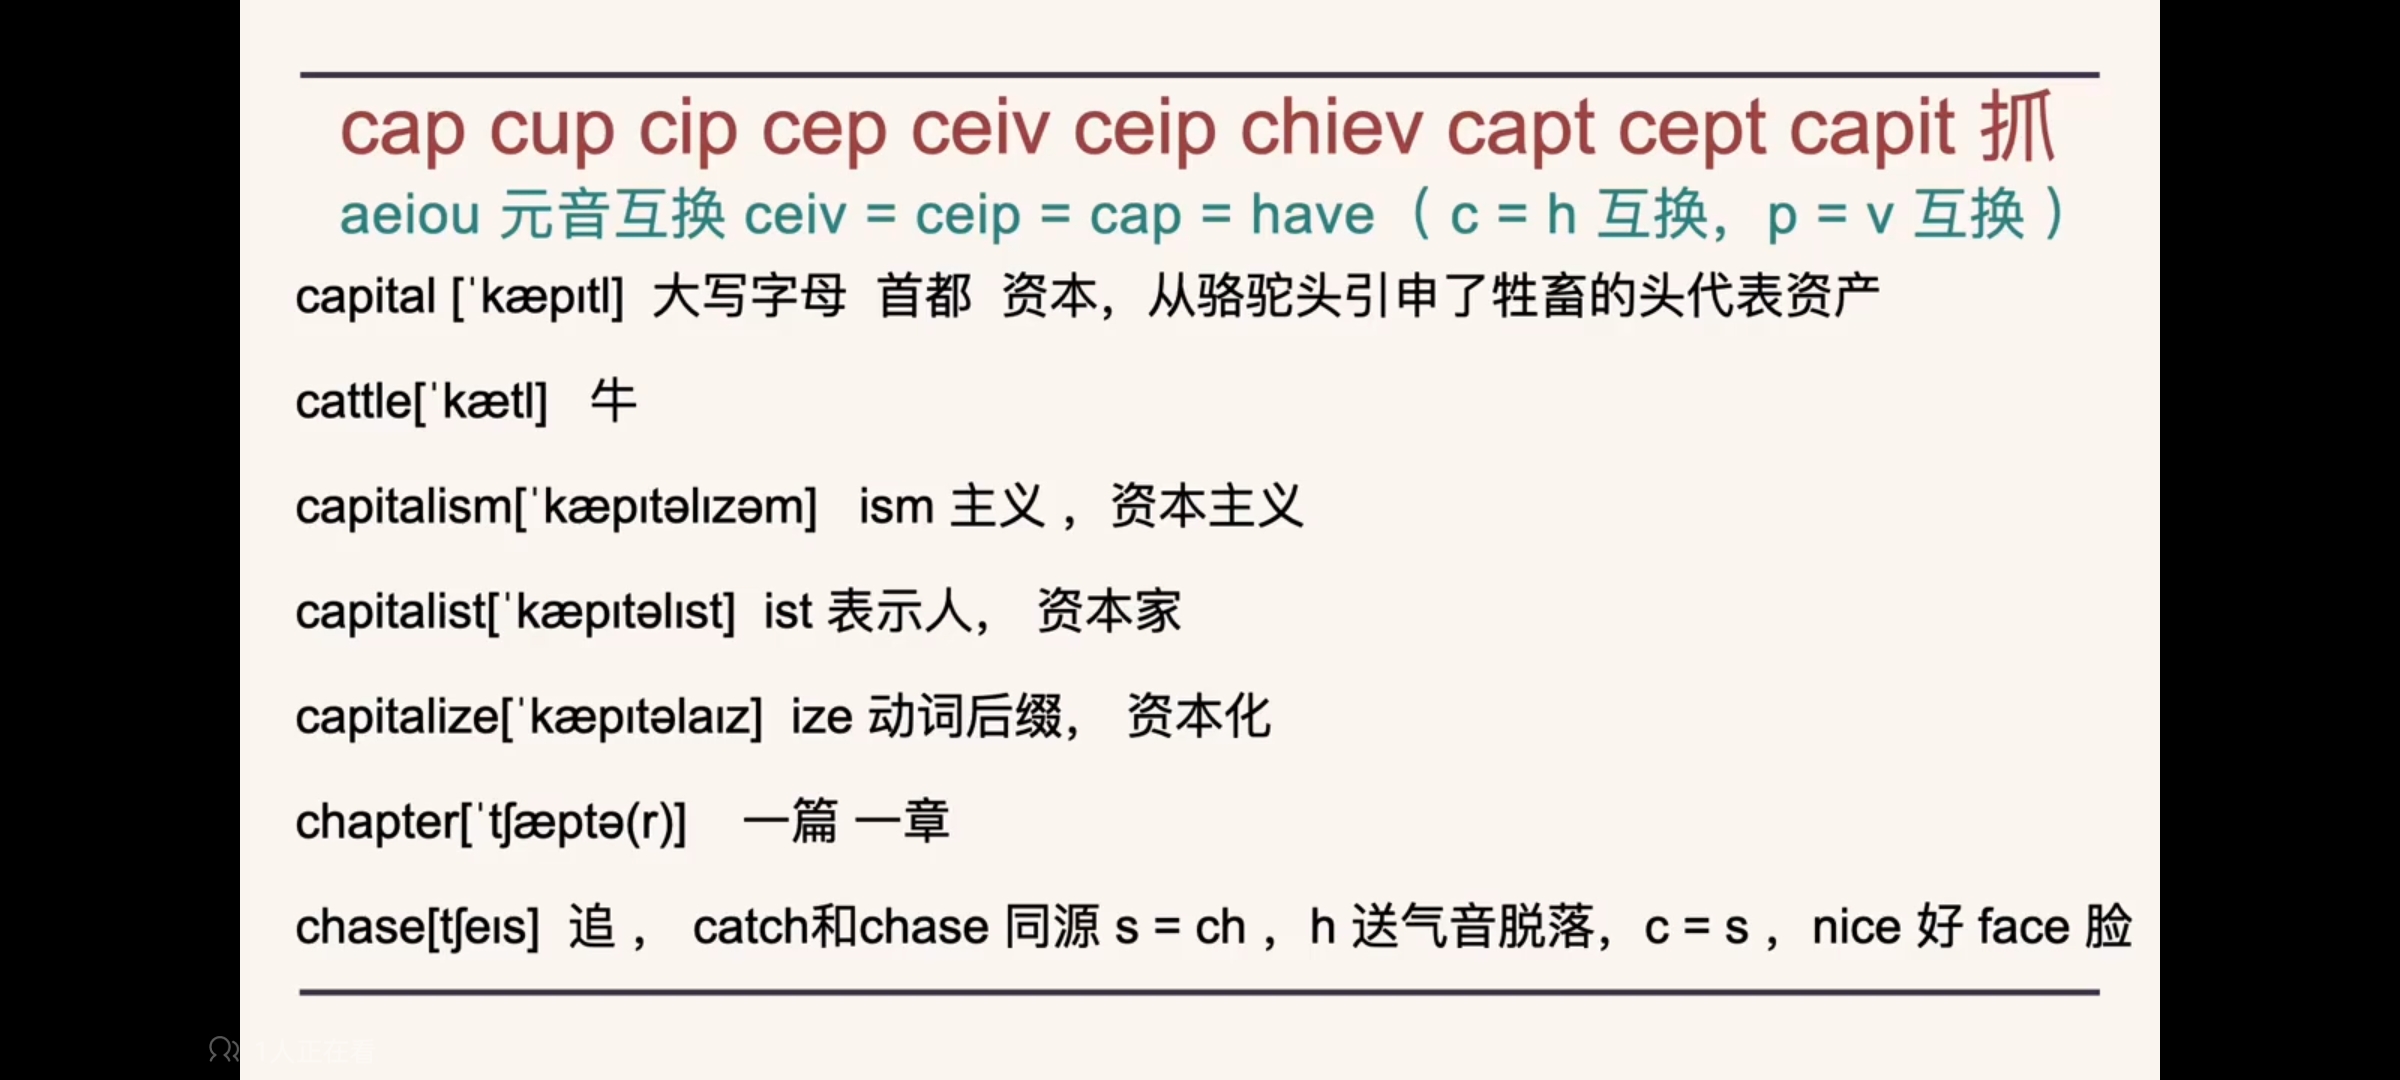 cap cup cip cep ceiv ceip chiev capt cept capit 抓
aeiou 元音互换 ceiv = ceip = cap = have（ c = h 互换，p = v 互换 ）
capital [ˈkæpɪtl] 大写字母 首都 资本，从骆驼头引申了牲畜的头代表资产
cattle[ˈkætl] 牛
capitalism[ˈkæpɪtəlɪzəm] ism 主义 ，资本主义
capitalist[ˈkæpɪtəlɪst] ist 表示人， 资本家
capitalize[ˈkæpɪtəlaɪz] ize 动词后缀， 资本化
chapter[ˈtʃæptə(r)] 一篇 一章
chase[tʃeɪs] 追 ， catch和chase 同源 s = ch ，h 送气音脱落，c = s ，nice 好 face 脸
1人正在看